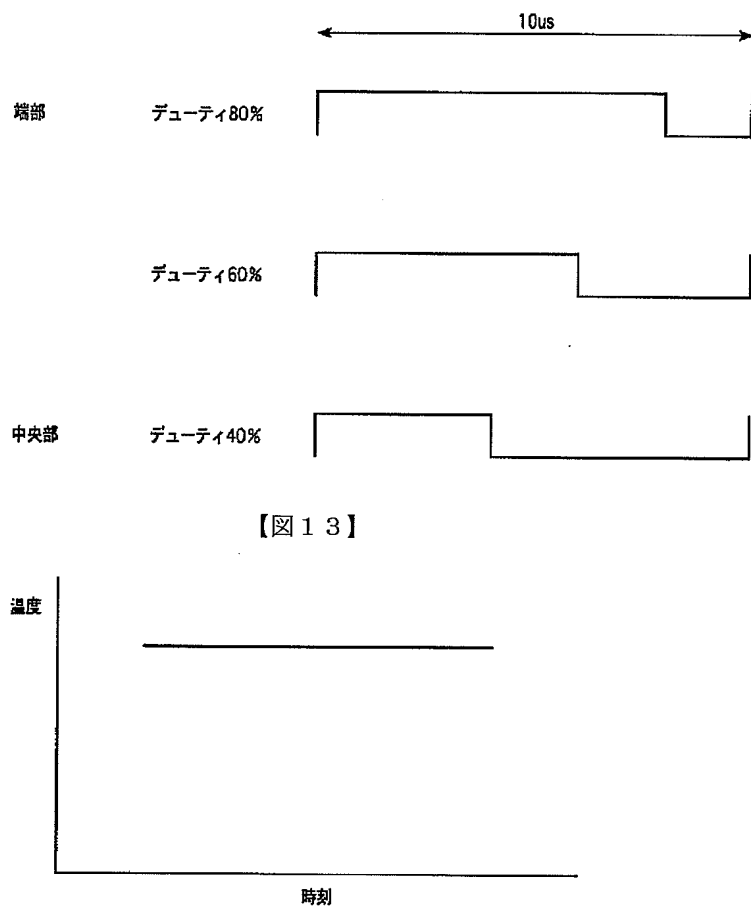 10us
端部 デューティ80%
デューティ60%
中央部 デューティ40%
【図１３】
温度
時刻